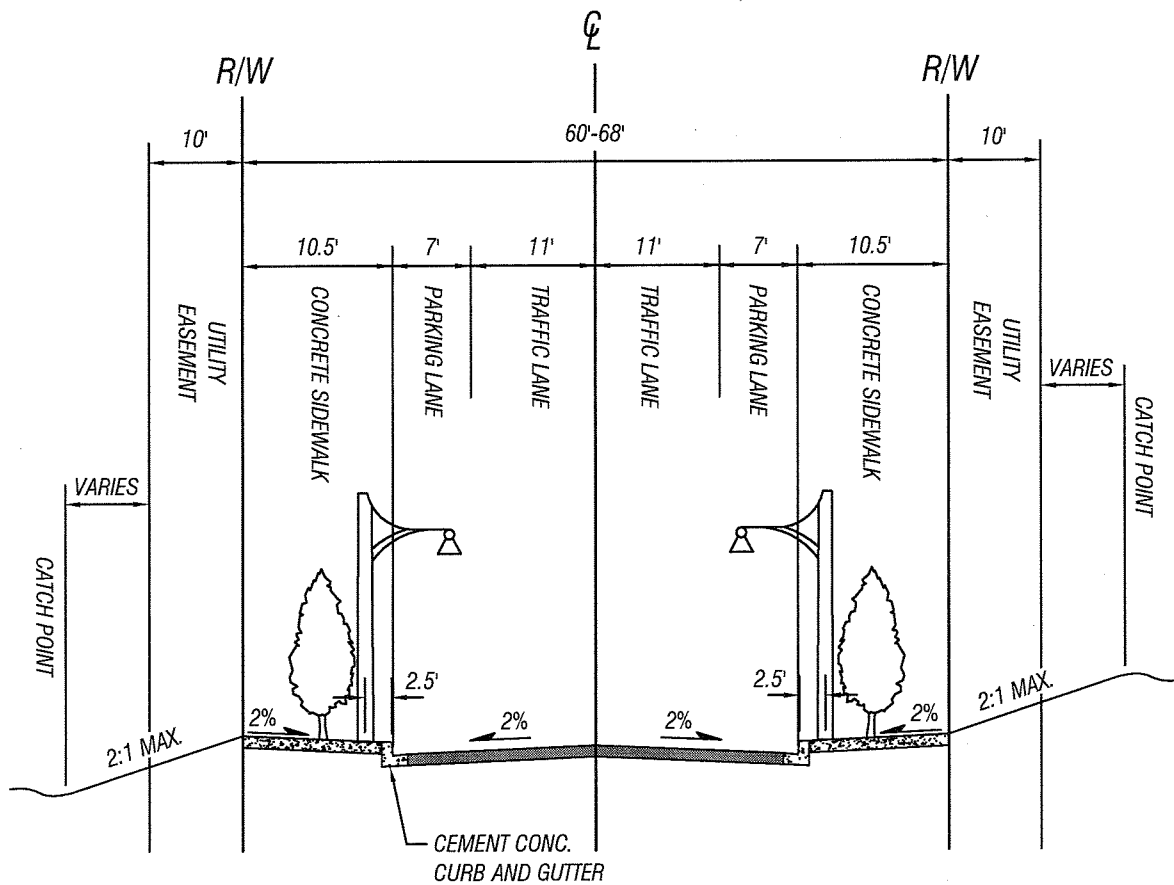 ℄
R/W
R/W
10'
60'-68'
10'
10.5'
7'
11'
11'
7'
10.5'
UTILITY
EASEMENT
CONCRETE SIDEWALK
PARKING LANE
TRAFFIC LANE
TRAFFIC LANE
PARKING LANE
CONCRETE SIDEWALK
UTILITY
EASEMENT
VARIES
CATCH POINT
VARIES
CATCH POINT
2.5'
2.5'
2%
2%
2%
2%
2:1 MAX.
2:1 MAX.
CEMENT CONC.
CURB AND GUTTER